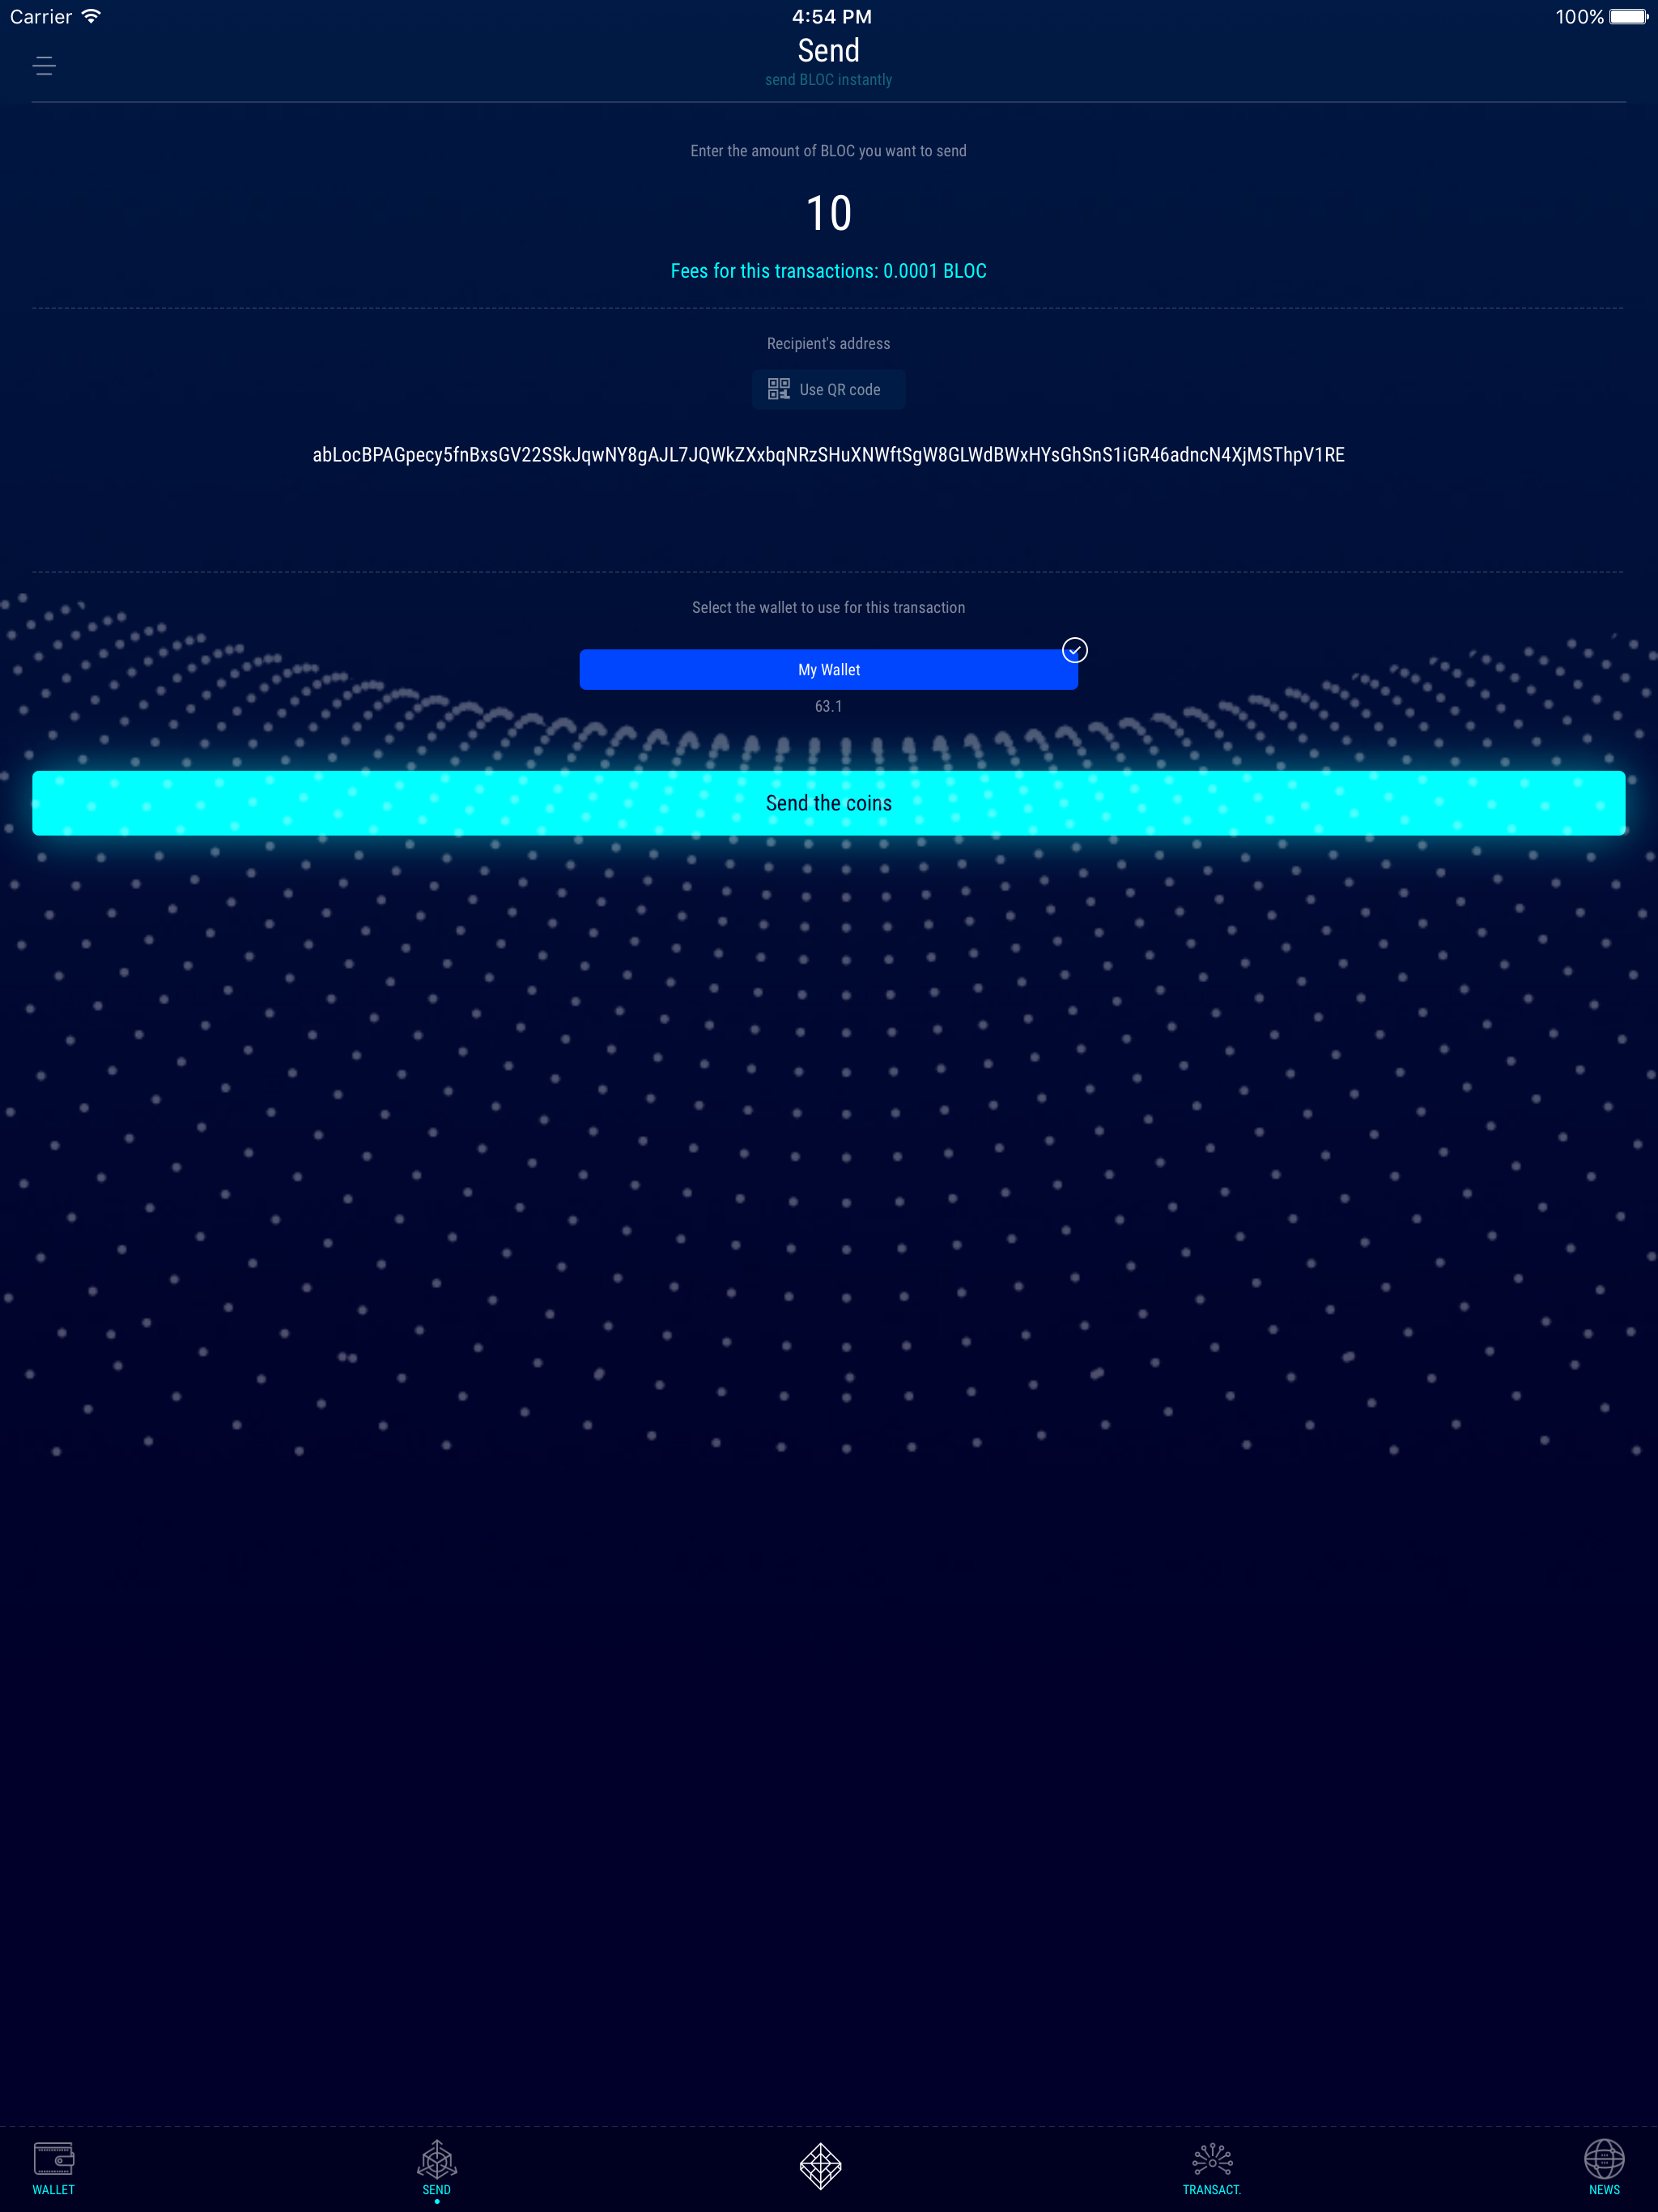 Carrier 4:54 PM 100%
Send
send BLOC instantly
Enter the amount of BLOC you want to send
10
Fees for this transactions: 0.0001 BLOC
Recipient's address
Use QR code
abLocBPAGpecy5fnBxsGV22SSkJqwNY8gAJL7JQWkZXxbqNRzSHuXNWftSgW8GLWdBWxHYsGhSnS1iGR46adncN4XjMSThpV1RE
Select the wallet to use for this transaction
My Wallet
63.1
Send the coins
WALLET SEND TRANSACT. NEWS